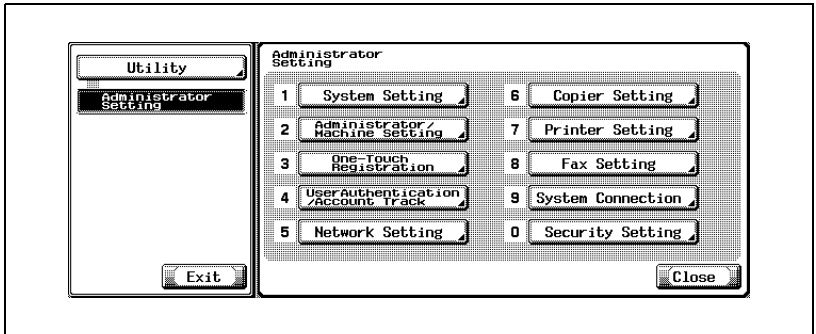 Utility
Administrator
Setting
Exit
Administrator
Setting
1 System Setting
2 Administrator/
Machine Setting
3 One-Touch
Registration
4 UserAuthentication
/Account Track
5 Network Setting
6 Copier Setting
7 Printer Setting
8 Fax Setting
9 System Connection
0 Security Setting
Close